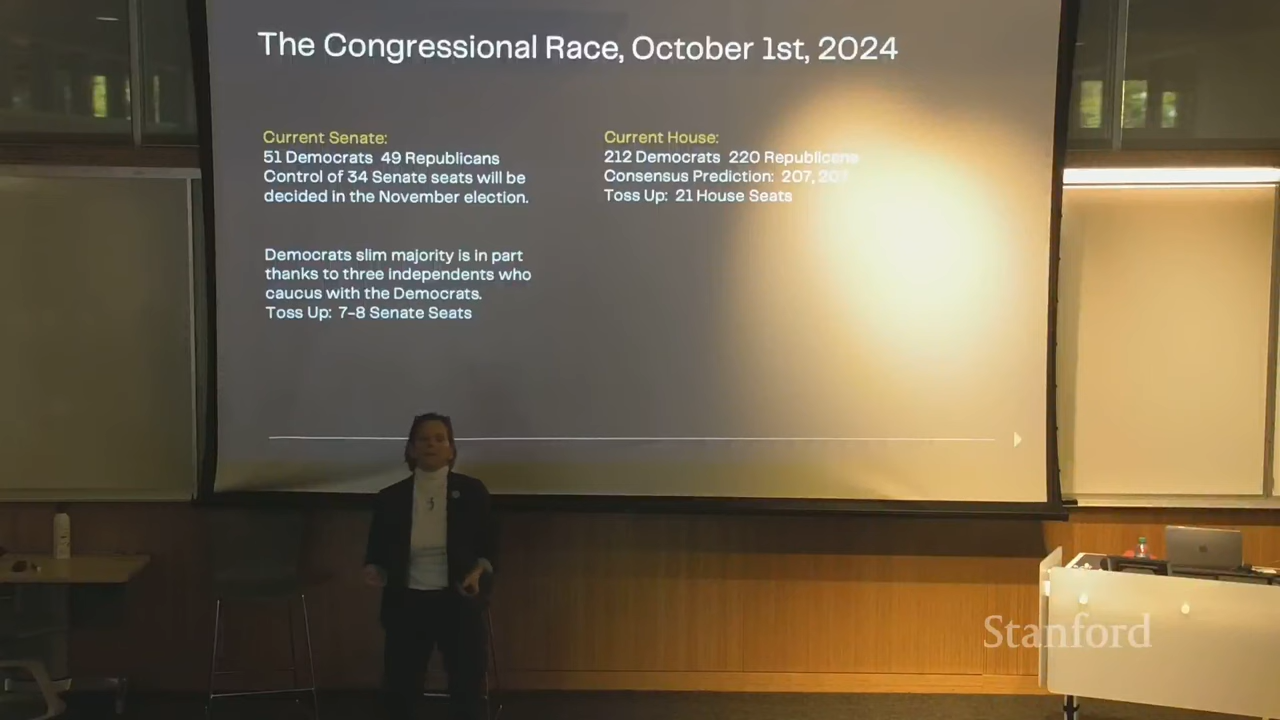 The Congressional Race, October 1st, 2024
Current Senate:
51 Democrats 49 Republicans
Control of 34 Senate seats will be
decided in the November election.
Democrats slim majority is in part
thanks to three independents who
caucus with the Democrats.
Toss Up: 7-8 Senate Seats
Current House:
212 Democrats 220 Republicans
Consensus Prediction: 207, 207
Toss Up: 21 House Seats
Stanford